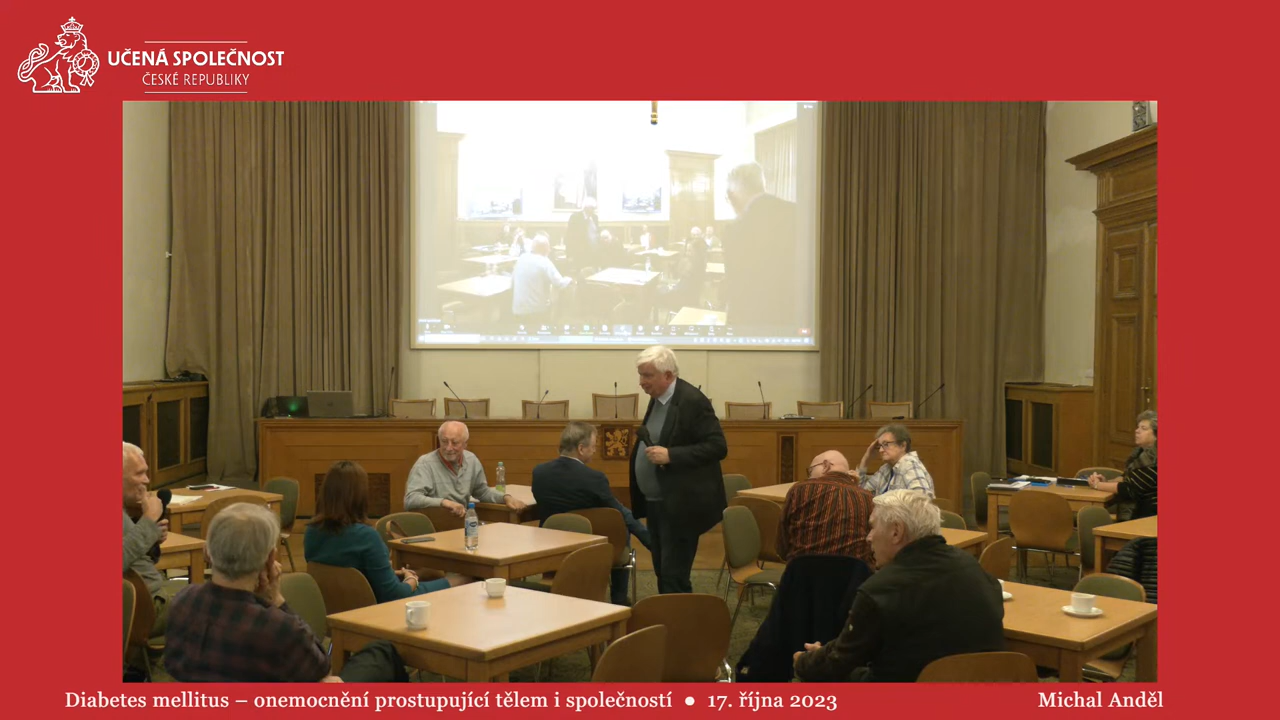 UČENÁ SPOLEČNOST
ČESKÉ REPUBLIKY
Diabetes mellitus – onemocnění prostupující tělem i společností ● 17. října 2023
Michal Anděl